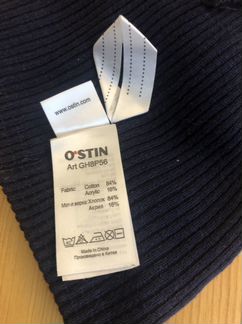 www.ostin.com
O'STIN
Art GH8P56
Fabric: Cotton 84%
Acrylic 16%
Мат-л верха: Хлопок 84%
Акрил 16%
Made in China
Произведено в Китае